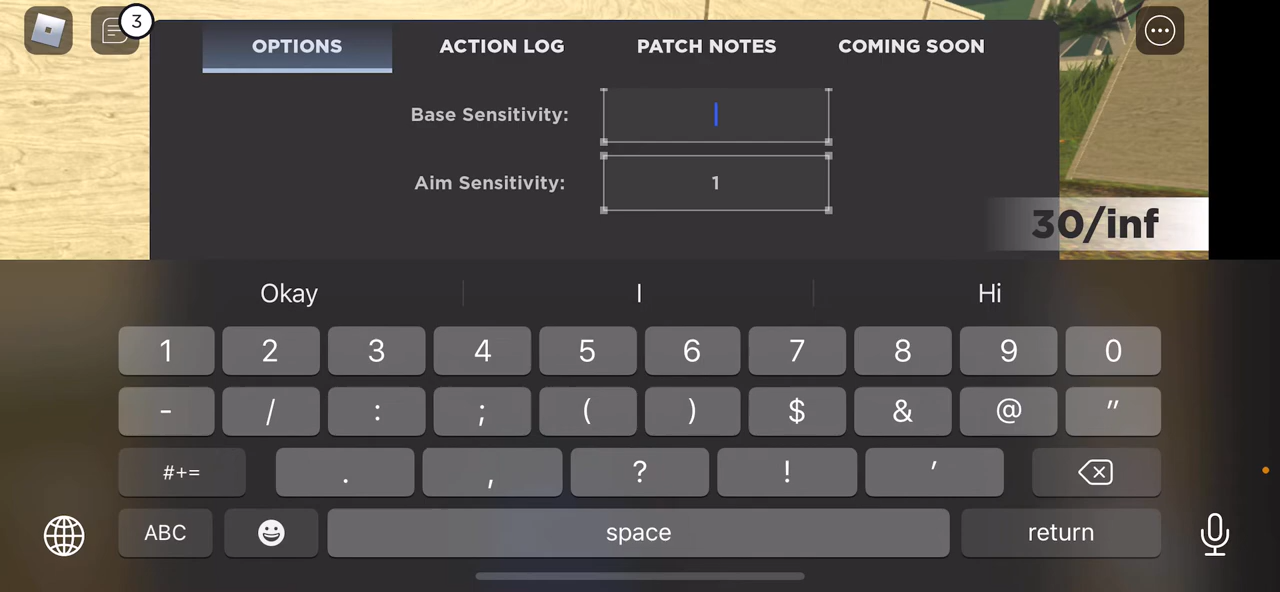 3
OPTIONS ACTION LOG PATCH NOTES COMING SOON
Base Sensitivity:
Aim Sensitivity: 1
30/inf
Okay I Hi
1 2 3 4 5 6 7 8 9 0
- / : ; ( ) $ & @ "
#+= . , ? ! '
ABC space return